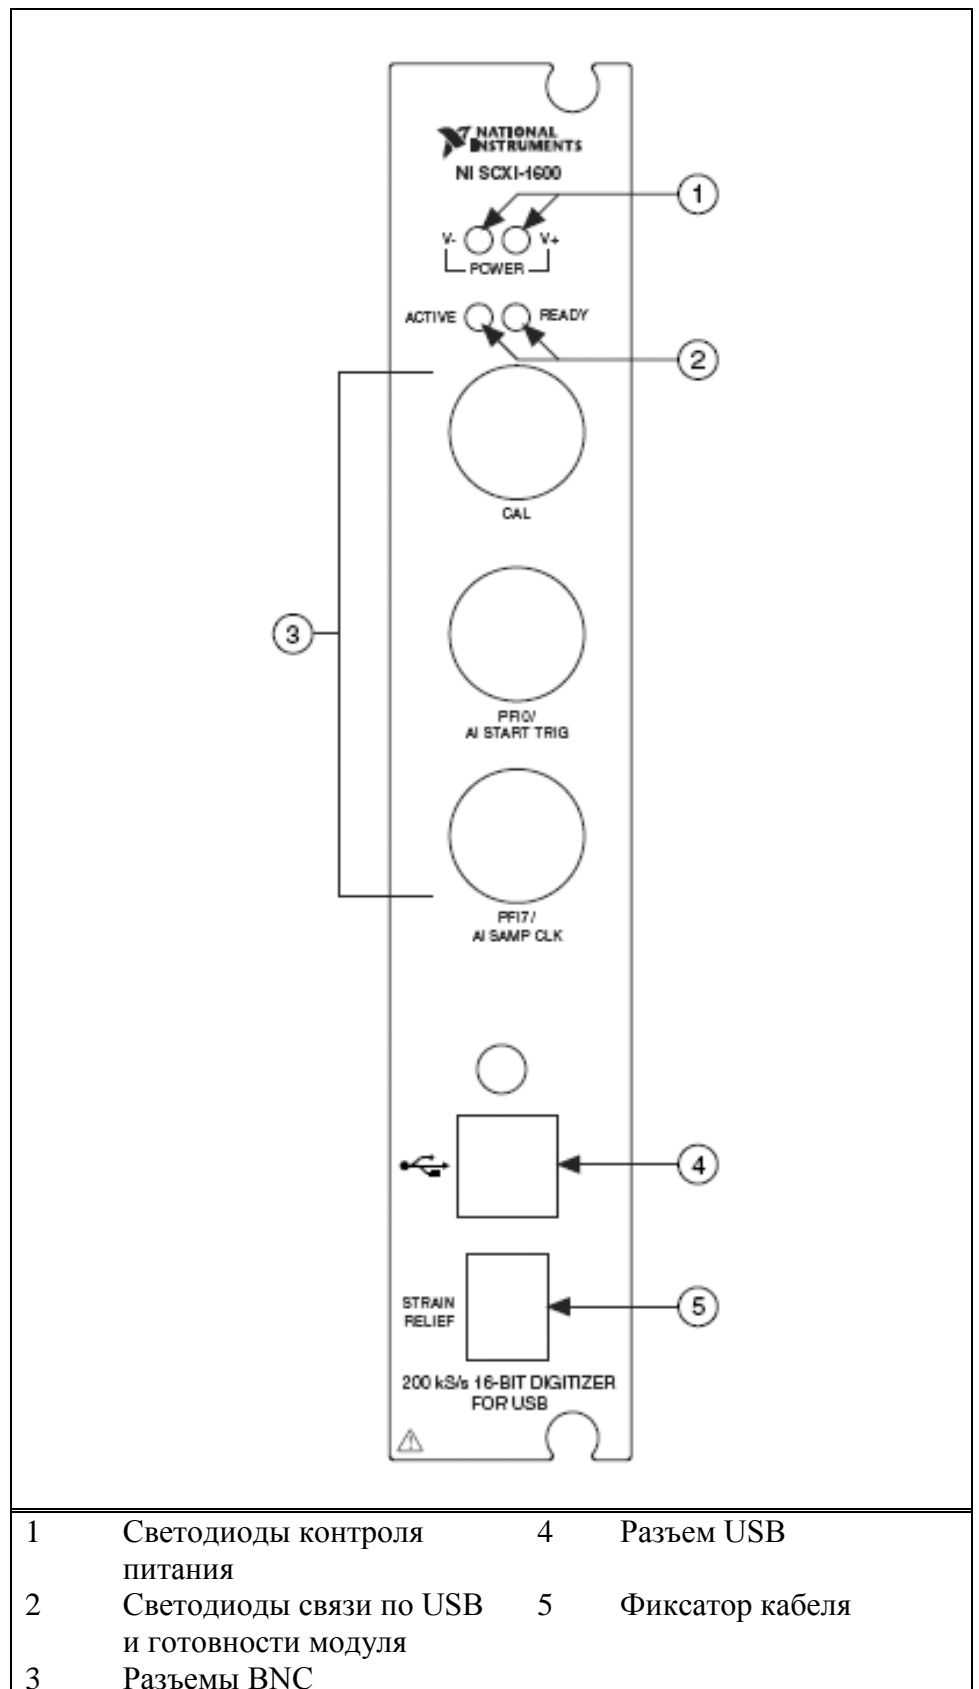 NATIONAL
INSTRUMENTS
NI SCXI-1600
1
V- V+
POWER
ACTIVE READY
2
CAL
3
PFI0/
AI START TRIG
PFI7/
AI SAMP CLK
4
STRAIN
RELIEF
5
200 kS/s 16-BIT DIGITIZER
FOR USB
1 Светодиоды контроля
питания
4 Разъем USB
2 Светодиоды связи по USB
и готовности модуля
5 Фиксатор кабеля
3 Разъемы BNC